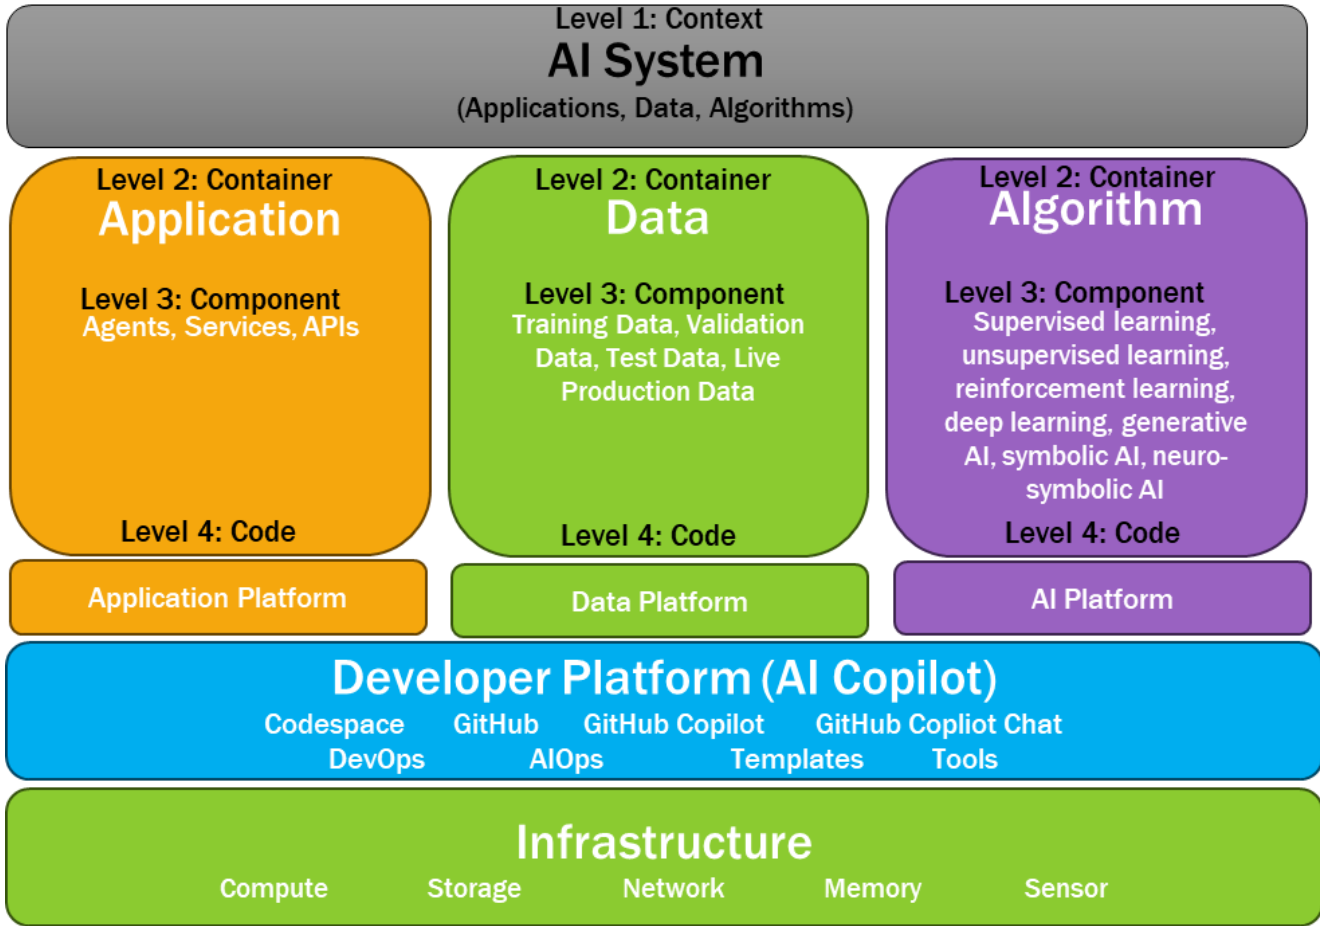 Level 1: Context
AI System
(Applications, Data, Algorithms)
Level 2: Container
Application
Level 3: Component
Agents, Services, APIs
Level 4: Code
Level 2: Container
Data
Level 3: Component
Training Data, Validation
Data, Test Data, Live
Production Data
Level 4: Code
Level 2: Container
Algorithm
Level 3: Component
Supervised learning,
unsupervised learning,
reinforcement learning,
deep learning, generative
AI, symbolic AI, neuro-
symbolic AI
Level 4: Code
Application Platform
Data Platform
AI Platform
Developer Platform (AI Copilot)
Codespace GitHub GitHub Copilot GitHub Copliot Chat
DevOps AIOps Templates Tools
Infrastructure
Compute Storage Network Memory Sensor